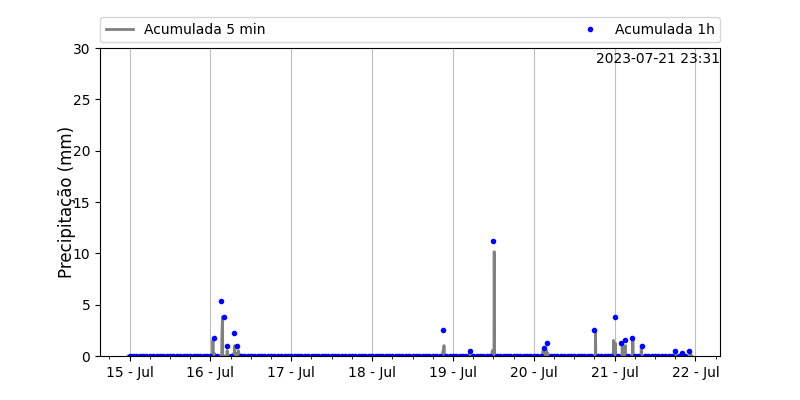 Acumulada 5 min
Acumulada 1h
2023-07-21 23:31
Precipitação (mm)
30
25
20
15
10
5
0
15 - Jul
16 - Jul
17 - Jul
18 - Jul
19 - Jul
20 - Jul
21 - Jul
22 - Jul